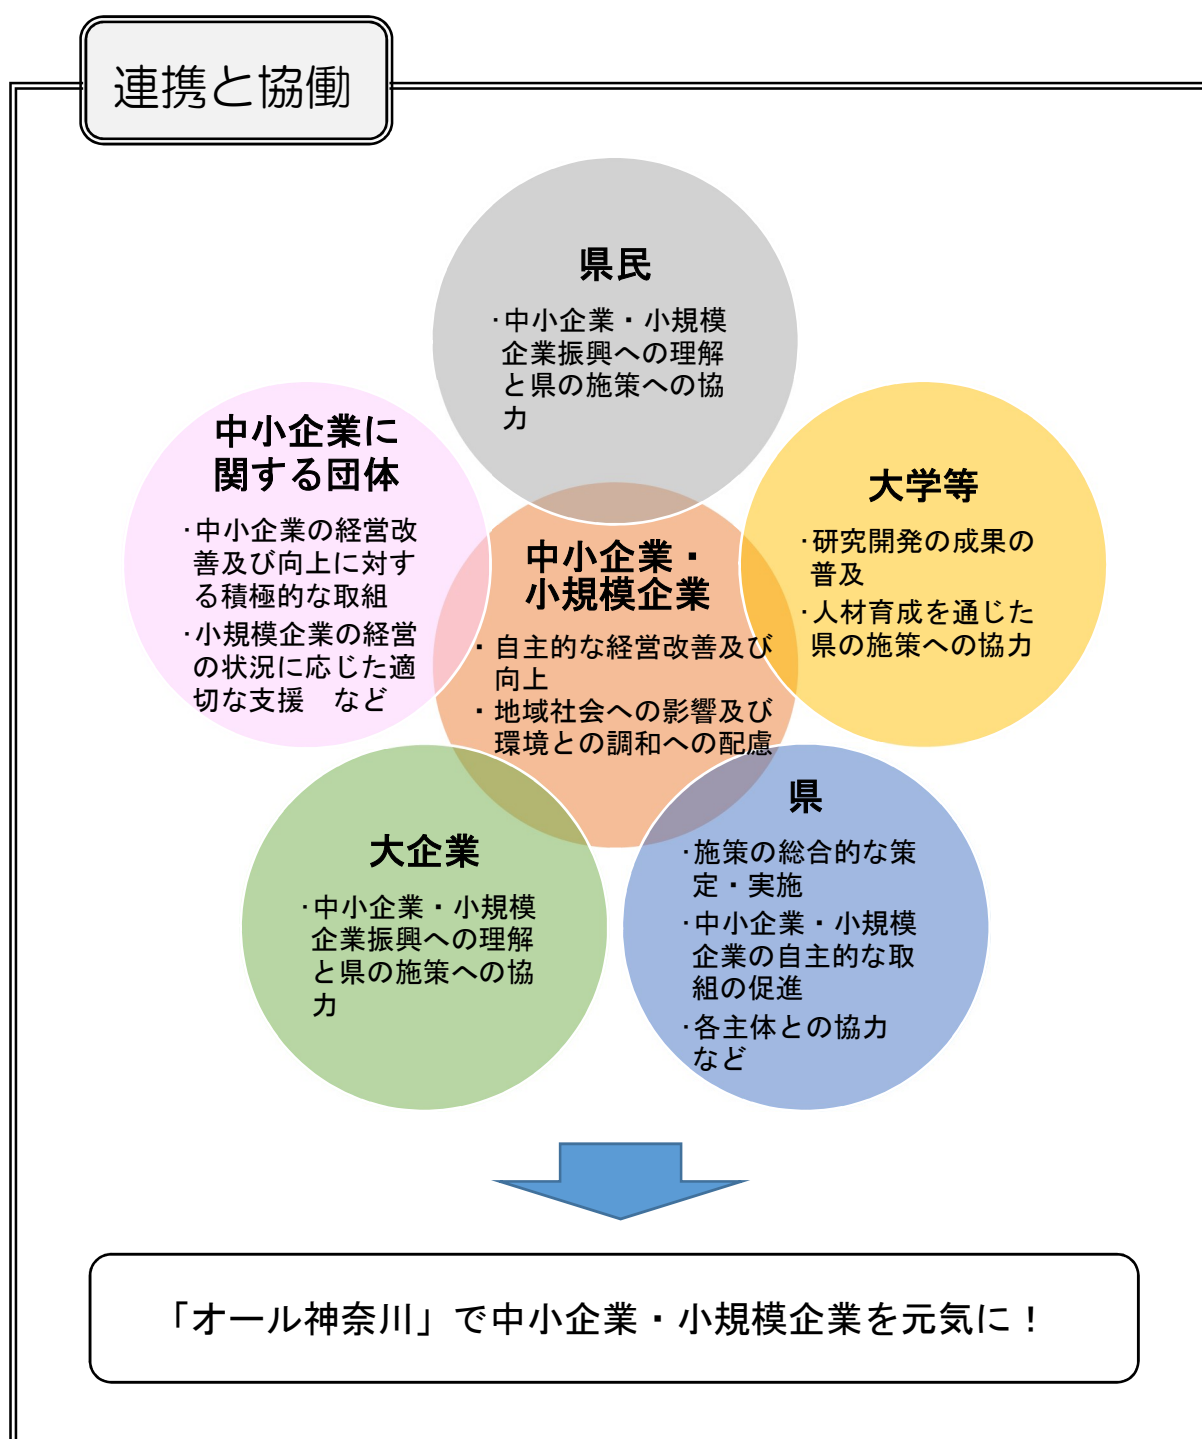 連携と協働
県民
・中小企業・小規模
企業振興への理解
と県の施策への協
力
中小企業に
関する団体
・中小企業の経営改
善及び向上に対す
る積極的な取組
・小規模企業の経営
の状況に応じた適
切な支援　など
大学等
・研究開発の成果の
普及
・人材育成を通じた
県の施策への協力
中小企業・
小規模企業
・自主的な経営改善及び
向上
・地域社会への影響及び
環境との調和への配慮
大企業
・中小企業・小規模
企業振興への理解
と県の施策への協
力
県
・施策の総合的な策
定・実施
・中小企業・小規模
企業の自主的な取
組の促進
・各主体との協力
など
「オール神奈川」で中小企業・小規模企業を元気に！